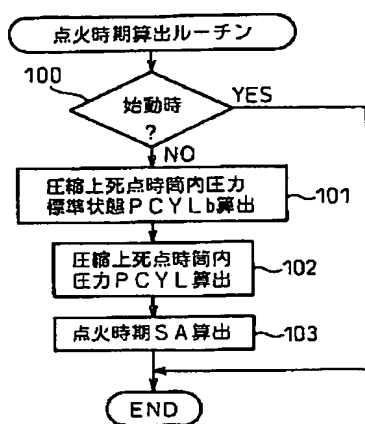 点火時期算出ルーチン
100
始動時
?
YES
NO
圧縮上死点時筒内圧力
標準状態PCYLb算出
101
圧縮上死点時筒内
圧力PCYL算出
102
点火時期SA算出
103
END